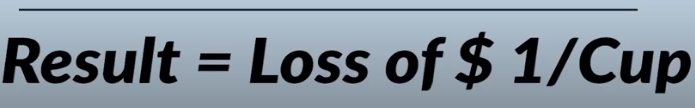 Result = Loss of $ 1/Cup